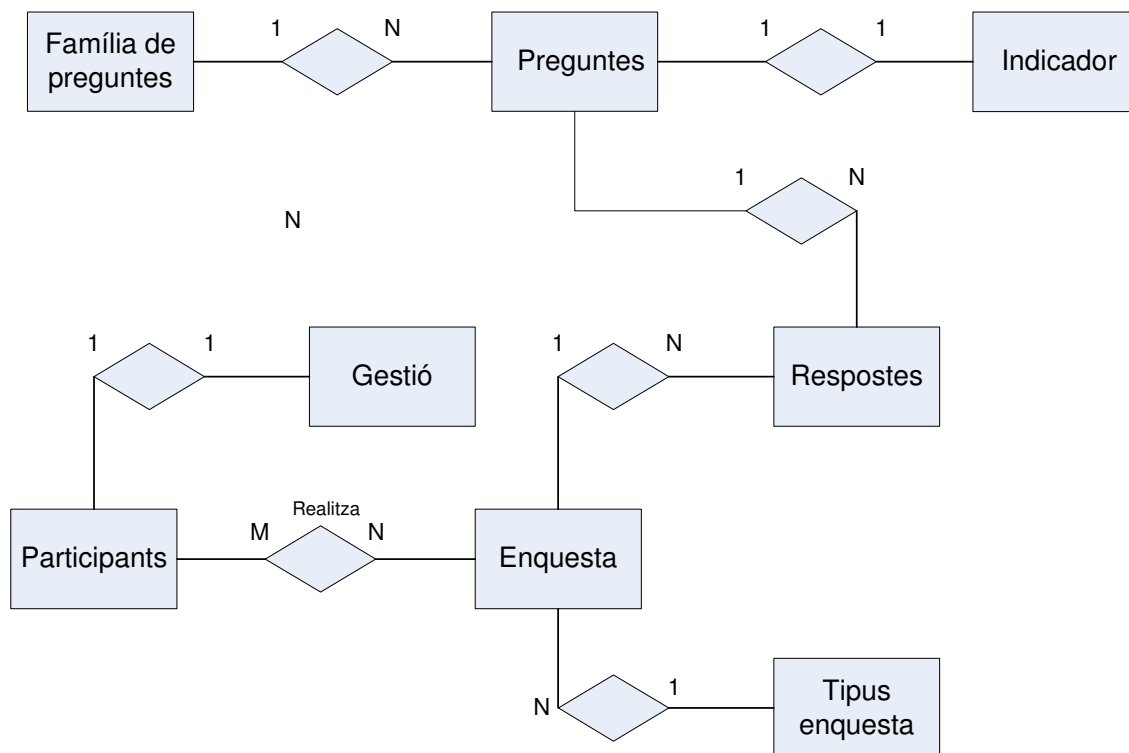 1
N
1
1
Família de
preguntes
Preguntes
Indicador
1
N
N
1
1
1
N
Gestió
Respostes
Realitza
M
N
Participants
Enquesta
N
1
Tipus
enquesta